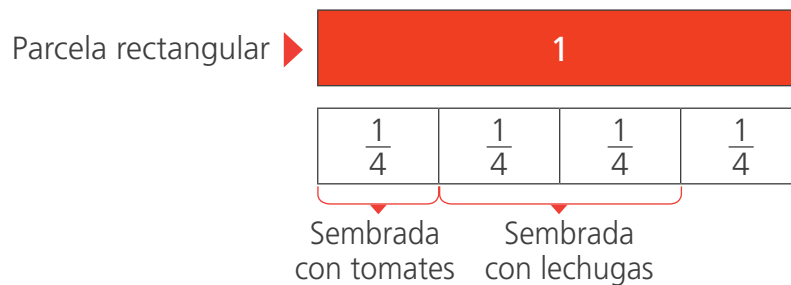 Parcela rectangular 1
1/4 1/4 1/4 1/4
Sembrada Sembrada
con tomates con lechugas